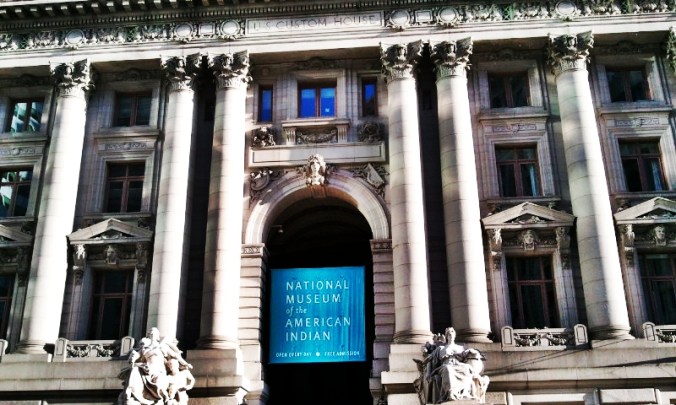 U.S. CUSTOM HOUSE
NATIONAL
MUSEUM
of the
AMERICAN
INDIAN
OPEN EVERY DAY • FREE ADMISSION